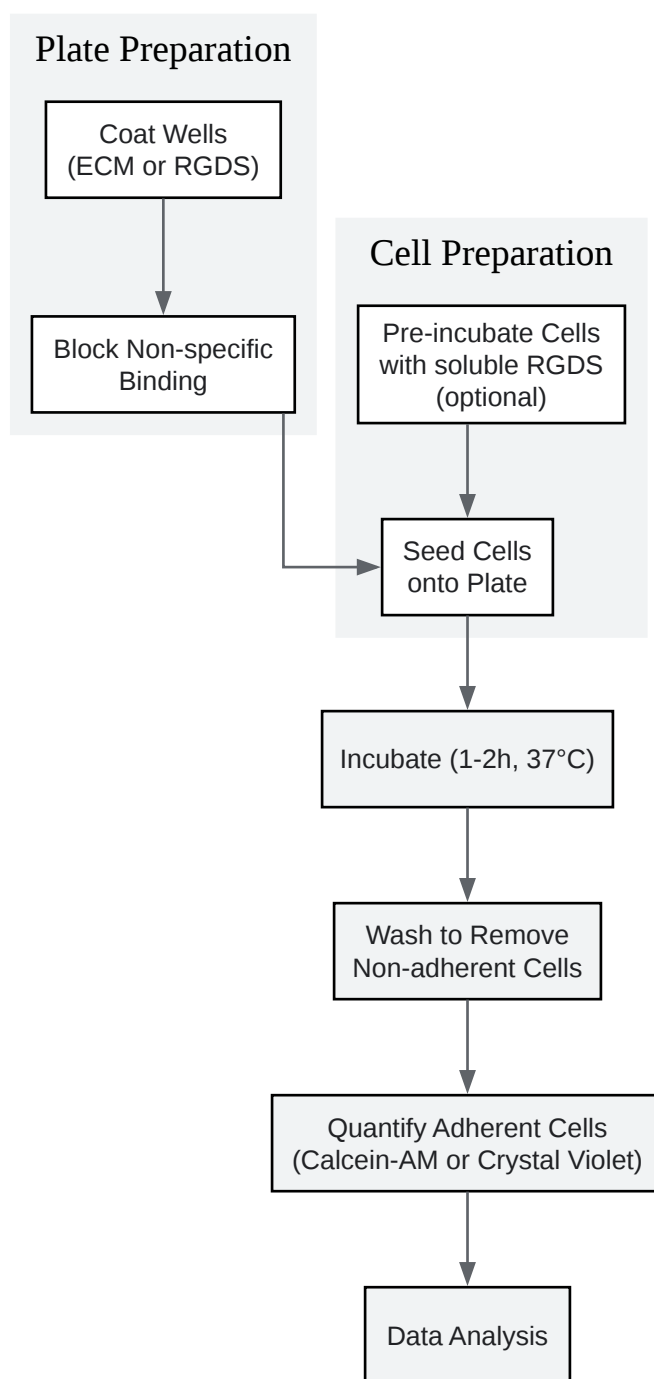 Plate Preparation
Coat Wells
(ECM or RGDS)
Block Non-specific
Binding
Cell Preparation
Pre-incubate Cells
with soluble RGDS
(optional)
Seed Cells
onto Plate
Incubate (1-2h, 37°C)
Wash to Remove
Non-adherent Cells
Quantify Adherent Cells
(Calcein-AM or Crystal Violet)
Data Analysis